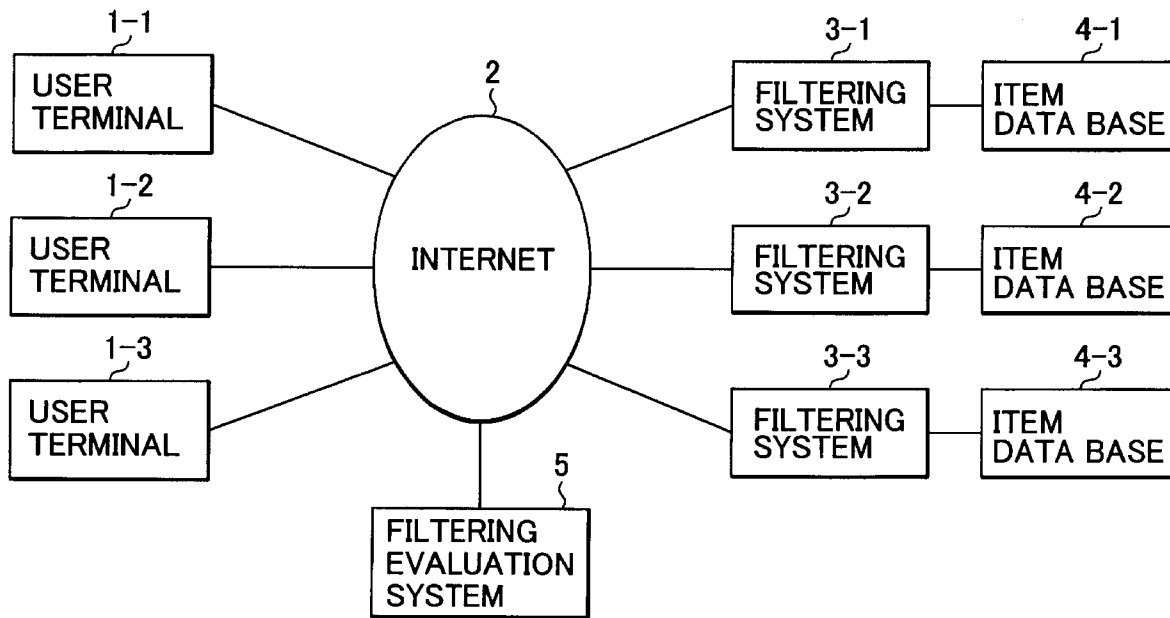 1-1
USER
TERMINAL
1-2
USER
TERMINAL
1-3
USER
TERMINAL
2
INTERNET
5
FILTERING
EVALUATION
SYSTEM
3-1
FILTERING
SYSTEM
4-1
ITEM
DATA BASE
3-2
FILTERING
SYSTEM
4-2
ITEM
DATA BASE
3-3
FILTERING
SYSTEM
4-3
ITEM
DATA BASE